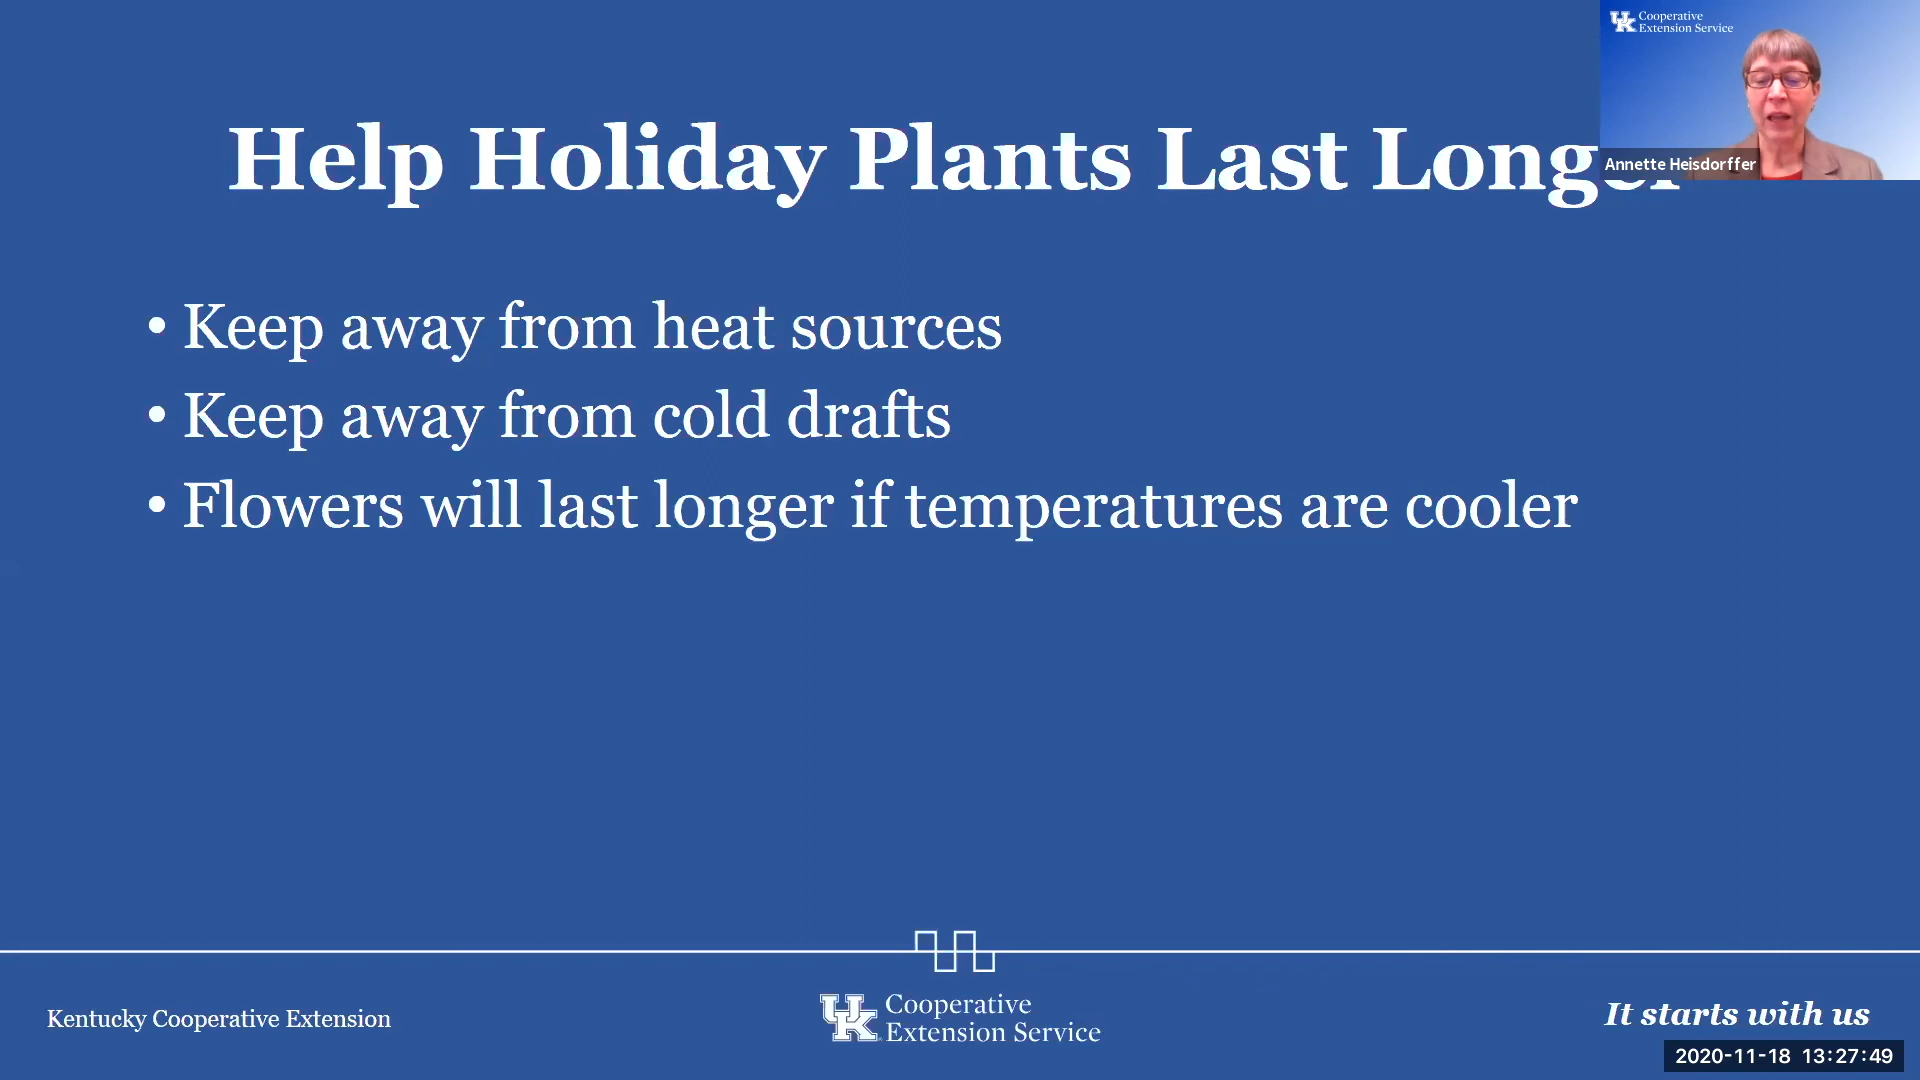 UK Cooperative
Extension Service
Annette Heisdorffer
Help Holiday Plants Last Longer
• Keep away from heat sources
• Keep away from cold drafts
• Flowers will last longer if temperatures are cooler
Kentucky Cooperative Extension
UK Cooperative
Extension Service
It starts with us
2020-11-18 13:27:49